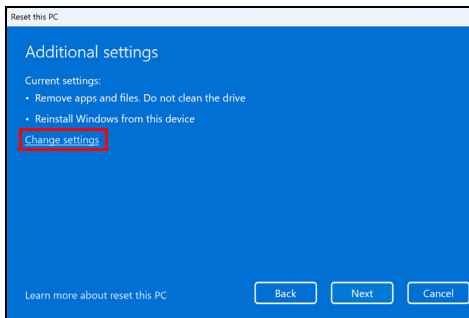 Reset this PC
Additional settings
Current settings:
• Remove apps and files. Do not clean the drive
• Reinstall Windows from this device
Change settings
Learn more about reset this PC
Back
Next
Cancel